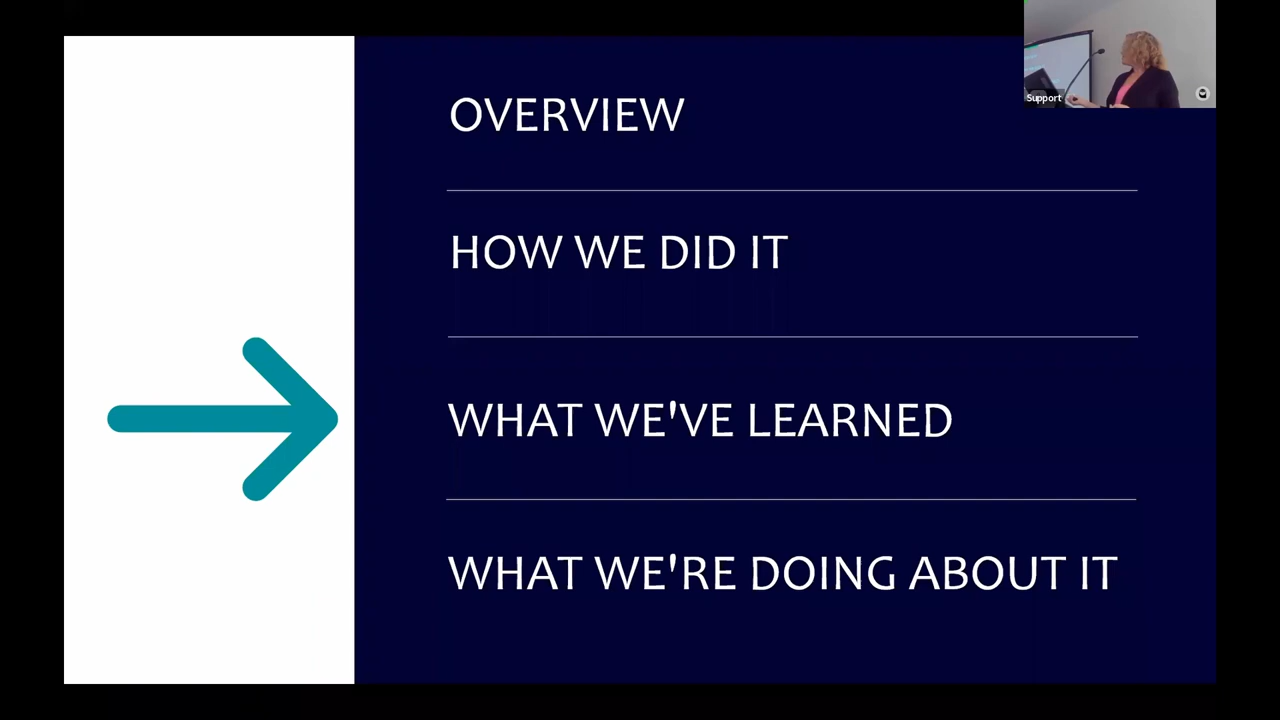 OVERVIEW
HOW WE DID IT
WHAT WE'VE LEARNED
WHAT WE'RE DOING ABOUT IT
Support